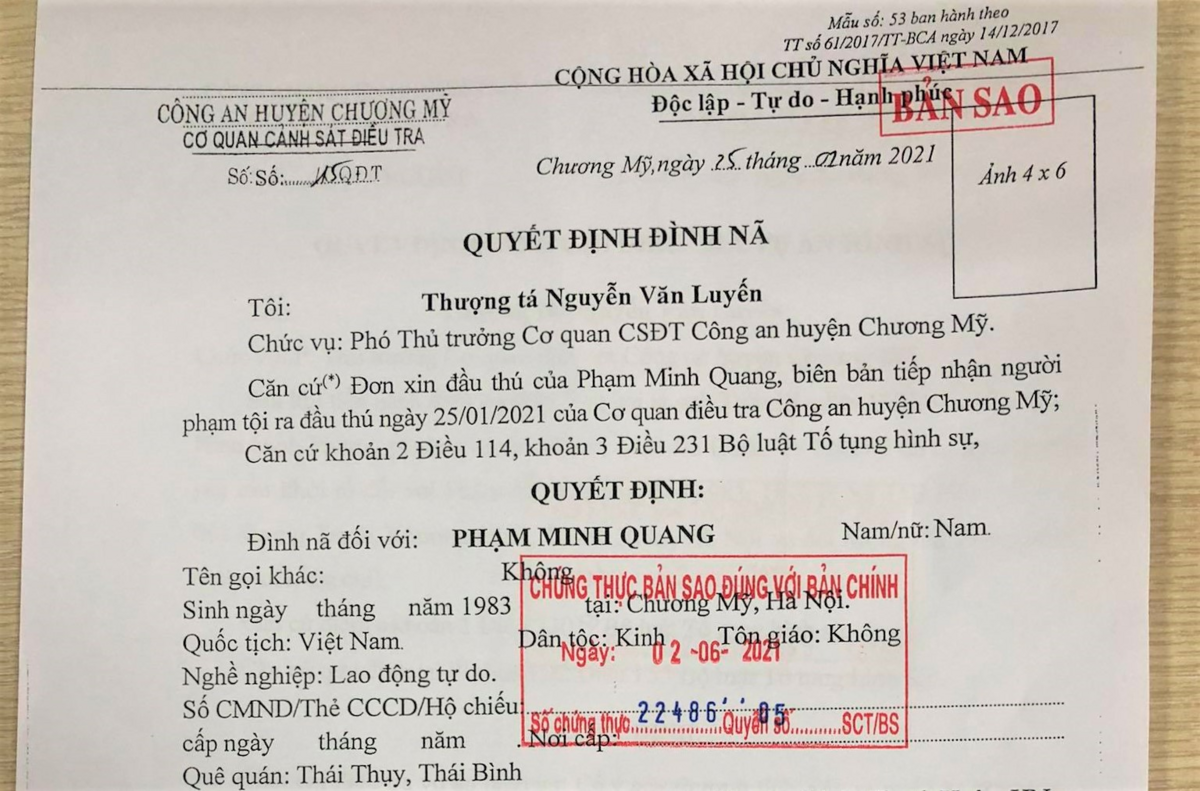 Mẫu số: 53 ban hành theo
TT số 61/2017/TT-BCA ngày 14/12/2017
CỘNG HÒA XÃ HỘI CHỦ NGHĨA VIỆT NAM
Độc lập - Tự do - Hạnh phúc
BẢN SAO
CÔNG AN HUYỆN CHƯƠNG MỸ
CƠ QUAN CẢNH SÁT ĐIỀU TRA
Số: Số:...... QĐT
Chương Mỹ, ngày 25 tháng ... năm 2021
Ảnh 4 x 6
QUYẾT ĐỊNH ĐÌNH NÃ
Tôi: Thượng tá Nguyễn Văn Luyến
Chức vụ: Phó Thủ trưởng Cơ quan CSĐT Công an huyện Chương Mỹ.
Căn cứ(*) Đơn xin đầu thú của Phạm Minh Quang, biên bản tiếp nhận người
phạm tội ra đầu thú ngày 25/01/2021 của Cơ quan điều tra Công an huyện Chương Mỹ;
Căn cứ khoản 2 Điều 114, khoản 3 Điều 231 Bộ luật Tố tụng hình sự,
QUYẾT ĐỊNH:
Đình nã đối với: PHẠM MINH QUANG Nam/nữ: Nam.
Tên gọi khác: Không
CHỨNG THỰC BẢN SAO ĐÚNG VỚI BẢN CHÍNH
Sinh ngày tháng năm 1983 tại: Chương Mỹ, Hà Nội.
Quốc tịch: Việt Nam. Dân tộc: Kinh Tôn giáo: Không
Ngày: 02 -06- 2021
Nghề nghiệp: Lao động tự do.
Số CMND/Thẻ CCCD/Hộ chiếu:
Số chứng thực 22486 Quyển số 05 SCT/BS
cấp ngày tháng năm . Nơi cấp:
Quê quán: Thái Thụy, Thái Bình